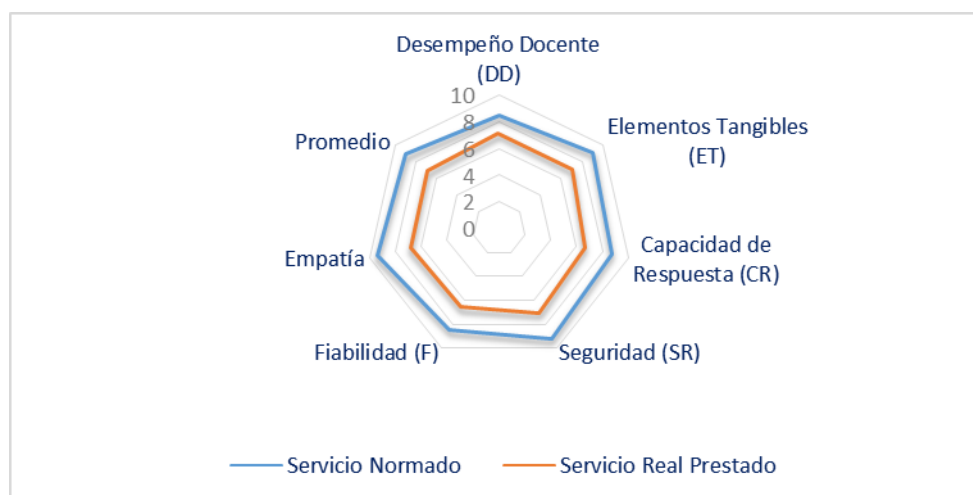 Desempeño Docente
(DD)
10
8
6
4
2
0
Elementos Tangibles
(ET)
Capacidad de
Respuesta (CR)
Seguridad (SR)
Fiabilidad (F)
Empatía
Promedio
Servicio Normado
Servicio Real Prestado